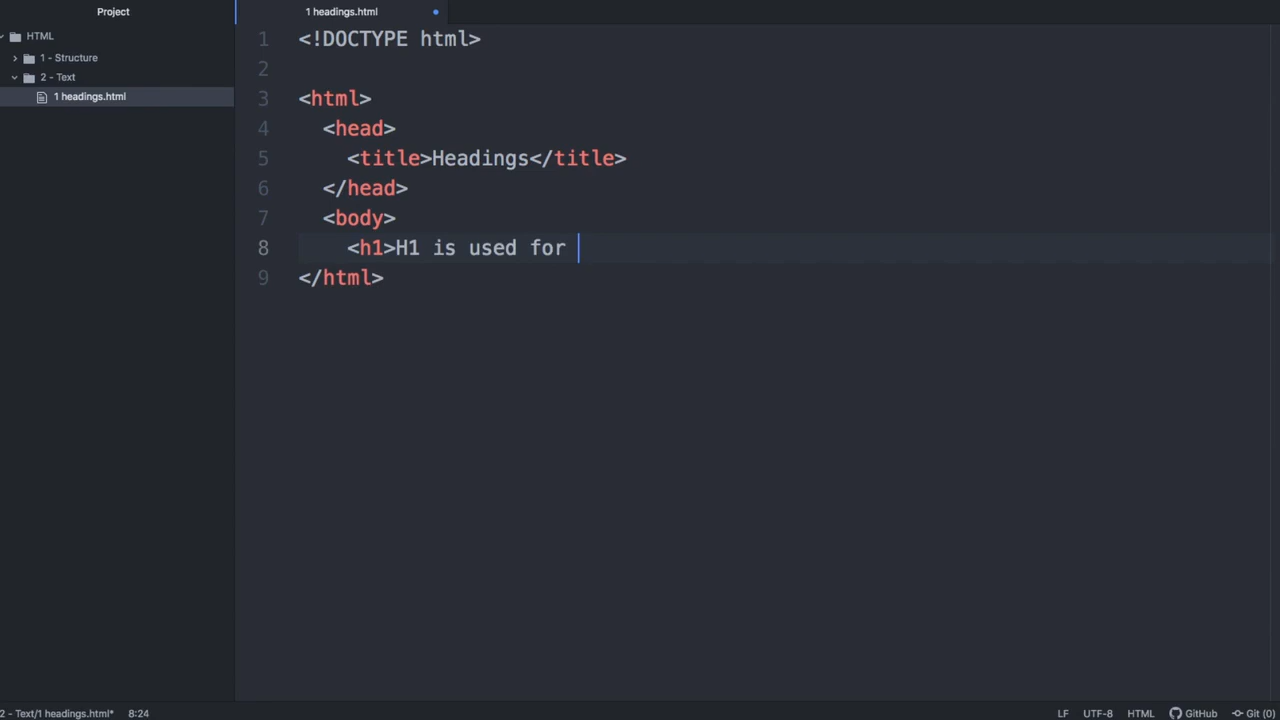 Project
1 headings.html
HTML
1 - Structure
2 - Text
1 headings.html
1 <!DOCTYPE html>
2
3 <html>
4 <head>
5 <title>Headings</title>
6 </head>
7 <body>
8 <h1>H1 is used for
9 </html>
2 - Text/1 headings.html* 8:24 LF UTF-8 HTML GitHub Git (0)